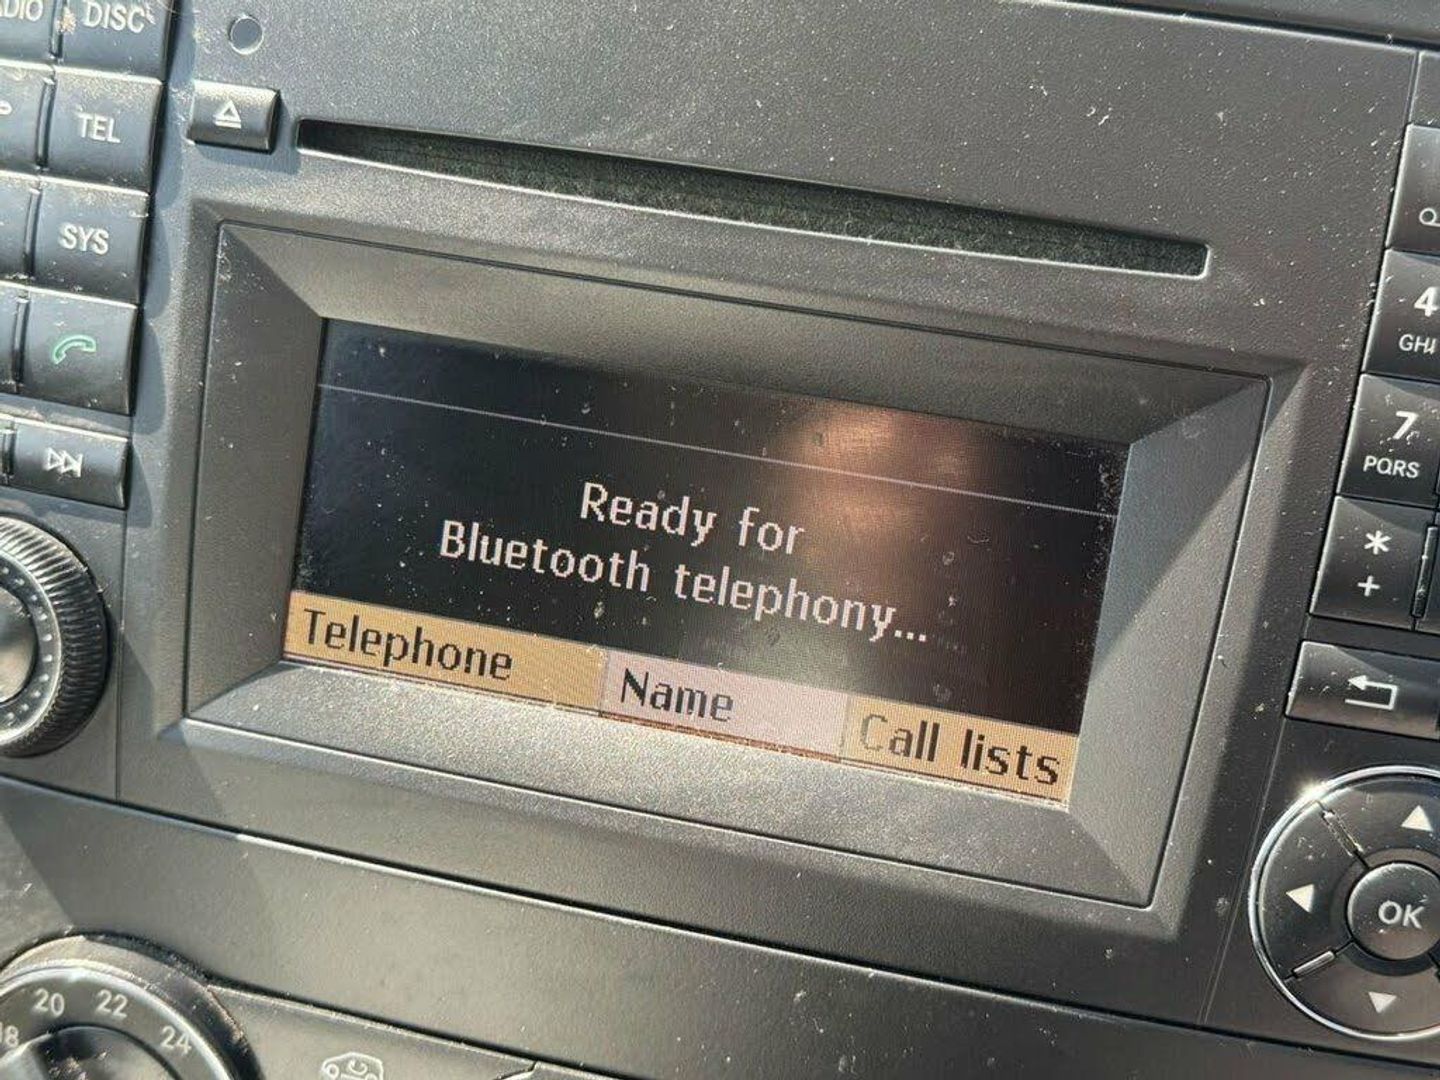 DISC
TEL
SYS
Ready for
Bluetooth telephony...
Telephone Name Call lists
4
GHI
7
PQRS
*
+
OK
20 22 24